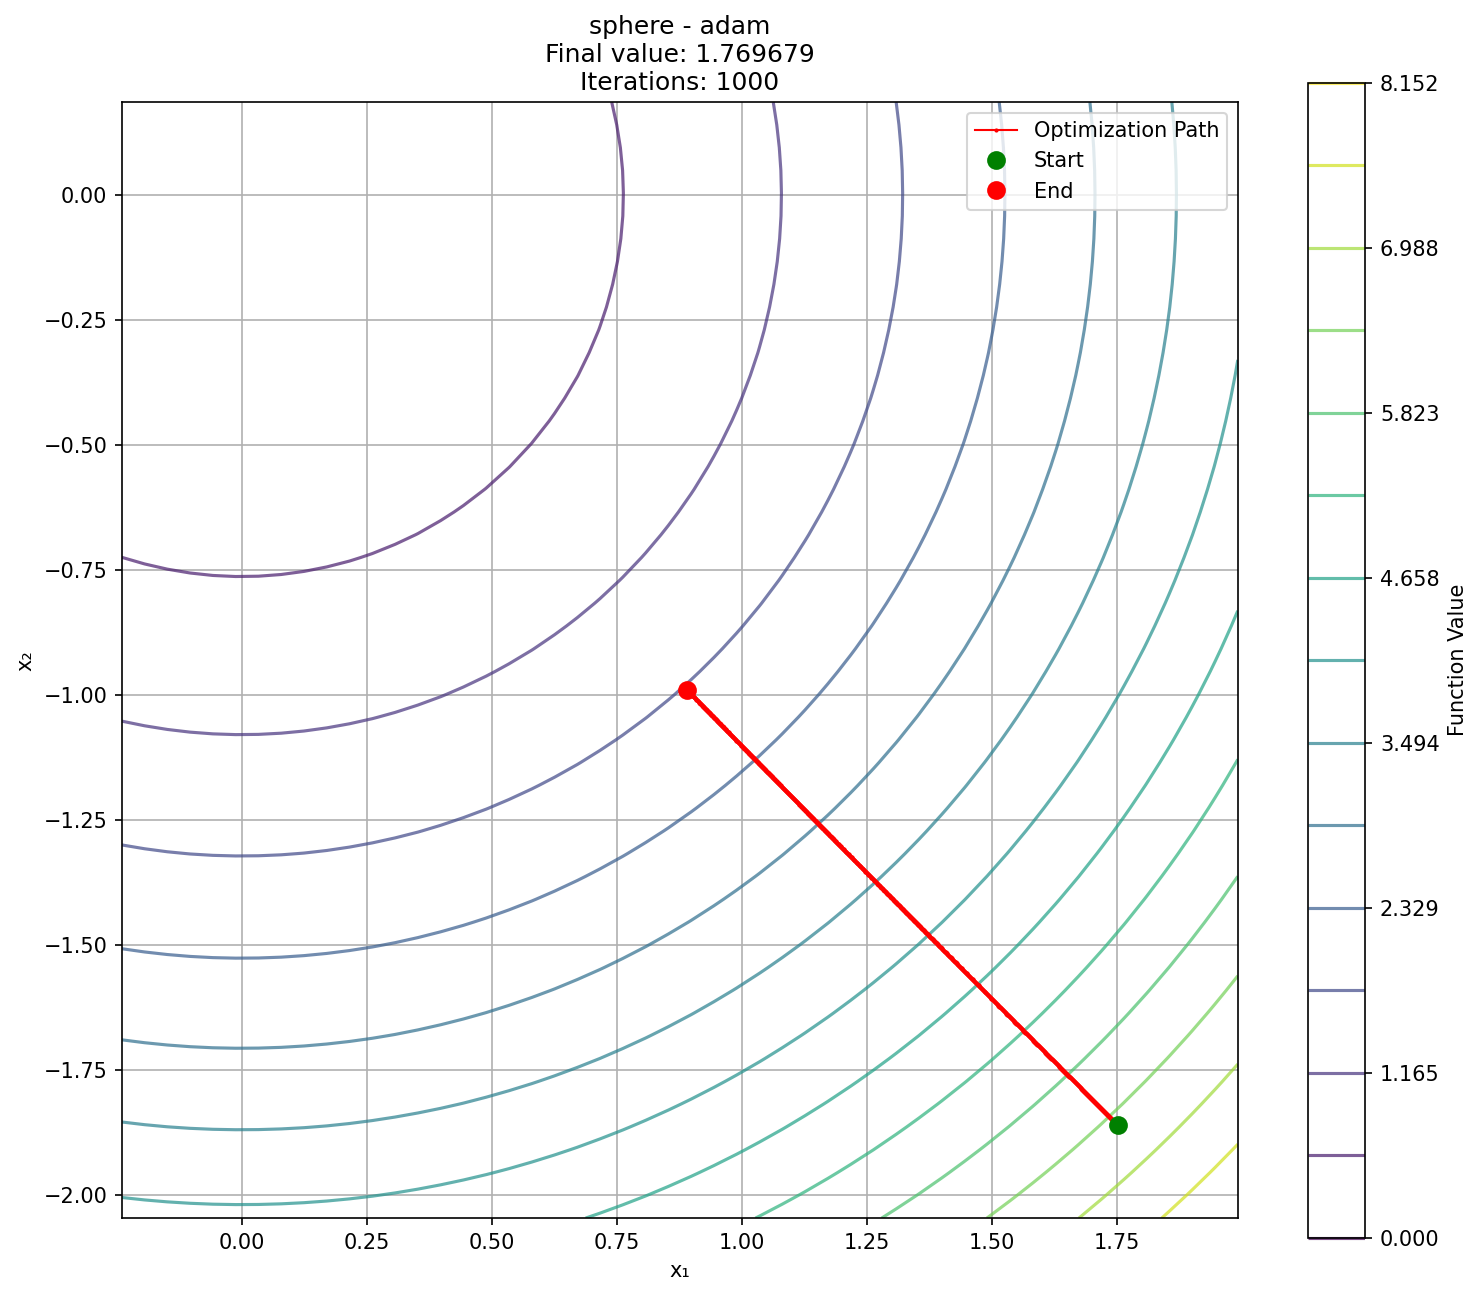 sphere - adam
Final value: 1.769679
Iterations: 1000
Optimization Path
Start
End
0.00
−0.25
−0.50
−0.75
−1.00
−1.25
−1.50
−1.75
−2.00
x₂
0.00 0.25 0.50 0.75 1.00 1.25 1.50 1.75
x₁
8.152
6.988
5.823
4.658
3.494
2.329
1.165
0.000
Function Value